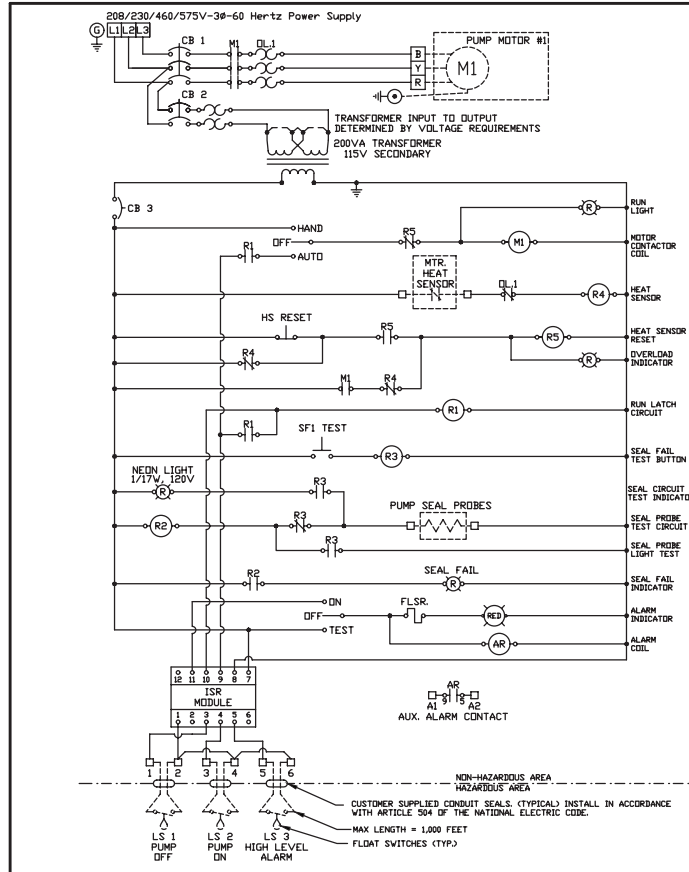 208/230/460/575V-3Ø-60 Hertz Power Supply
G L1 L2 L3
CB 1
M1
OL1
PUMP MOTOR #1
B
Y
R
M1
CB 2
TRANSFORMER INPUT TO OUTPUT
DETERMINED BY VOLTAGE REQUIREMENTS
200VA TRANSFORMER
115V SECONDARY
CB 3
R
RUN
LIGHT
HAND
OFF
AUTO
R1
R5
M1
MOTOR
CONTACTOR
COIL
MTR.
HEAT
SENSOR
OL1
R4
HEAT
SENSOR
HS RESET
R5
R5
HEAT SENSOR
RESET
R4
R
OVERLOAD
INDICATOR
M1
R4
R1
R1
RUN LATCH
CIRCUIT
SF1 TEST
R3
SEAL FAIL
TEST BUTTON
NEON LIGHT
1/17W, 120V
R
R3
SEAL CIRCUIT
TEST INDICATOR
PUMP SEAL PROBES
R2
R3
SEAL PROBE
TEST CIRCUIT
R3
SEAL PROBE
LIGHT TEST
R2
SEAL FAIL
R
SEAL FAIL
INDICATOR
ON
OFF
TEST
FLSR.
RED
ALARM
INDICATOR
AR
ALARM
COIL
12 11 10 9 8 7
ISR
MODULE
1 2 3 4 5 6
AR
A1 9 5 A2
AUX. ALARM CONTACT
1 2 3 4 5 6
NON-HAZARDOUS AREA
HAZARDOUS AREA
CUSTOMER SUPPLIED CONDUIT SEALS. (TYPICAL) INSTALL IN ACCORDANCE
WITH ARTICLE 504 OF THE NATIONAL ELECTRIC CODE.
MAX LENGTH = 1,000 FEET
FLOAT SWITCHES (TYP.)
LS 1
PUMP
OFF
LS 2
PUMP
ON
LS 3
HIGH LEVEL
ALARM